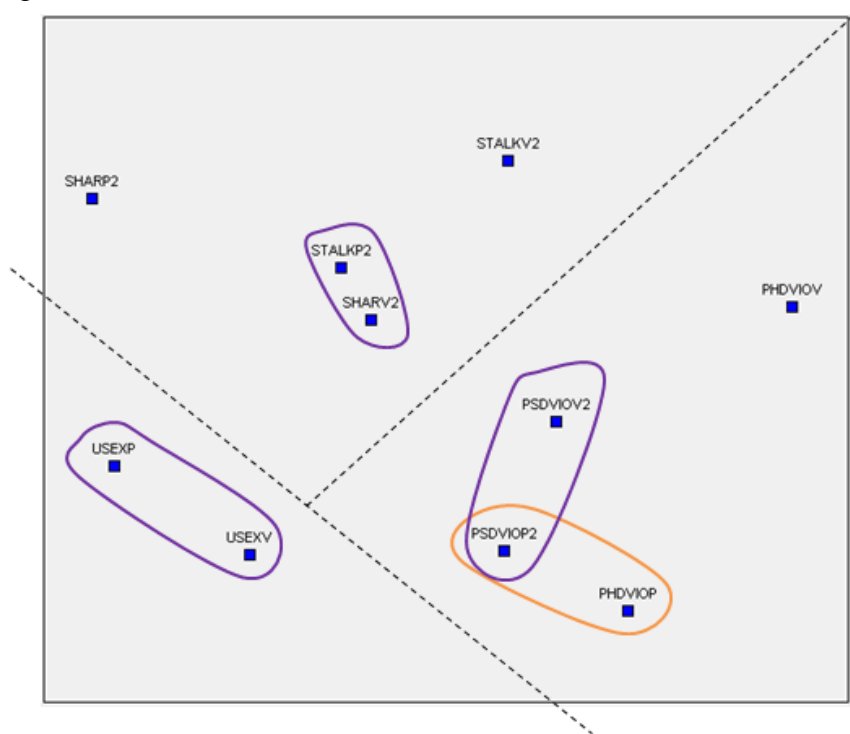 STALKV2
SHARP2
STALKP2
PHDVIOV
SHARV2
PSDVIOV2
USEXP
PSDVIOP2
USEXV
PHDVIOP